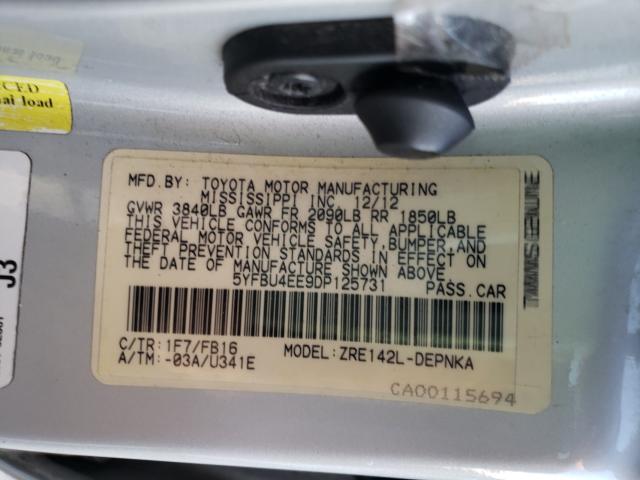 CED
ai load
J3
MFD.BY: TOYOTA MOTOR MANUFACTURING
MISSISSIPPI INC. 12/12
GVWR 3840LB GAWR FR 2090LB RR 1850LB
THIS VEHICLE CONFORMS TO ALL APPLICABLE
FEDERAL MOTOR VEHICLE SAFETY, BUMPER, AND
THEFT PREVENTION STANDARDS IN EFFECT ON
THE DATE OF MANUFACTURE SHOWN ABOVE.
5YFBU4EE9DP125731 PASS.CAR
C/TR: 1F7/FB16 MODEL: ZRE142L-DEPNKA
A/TM: -03A/U341E
CA00115694